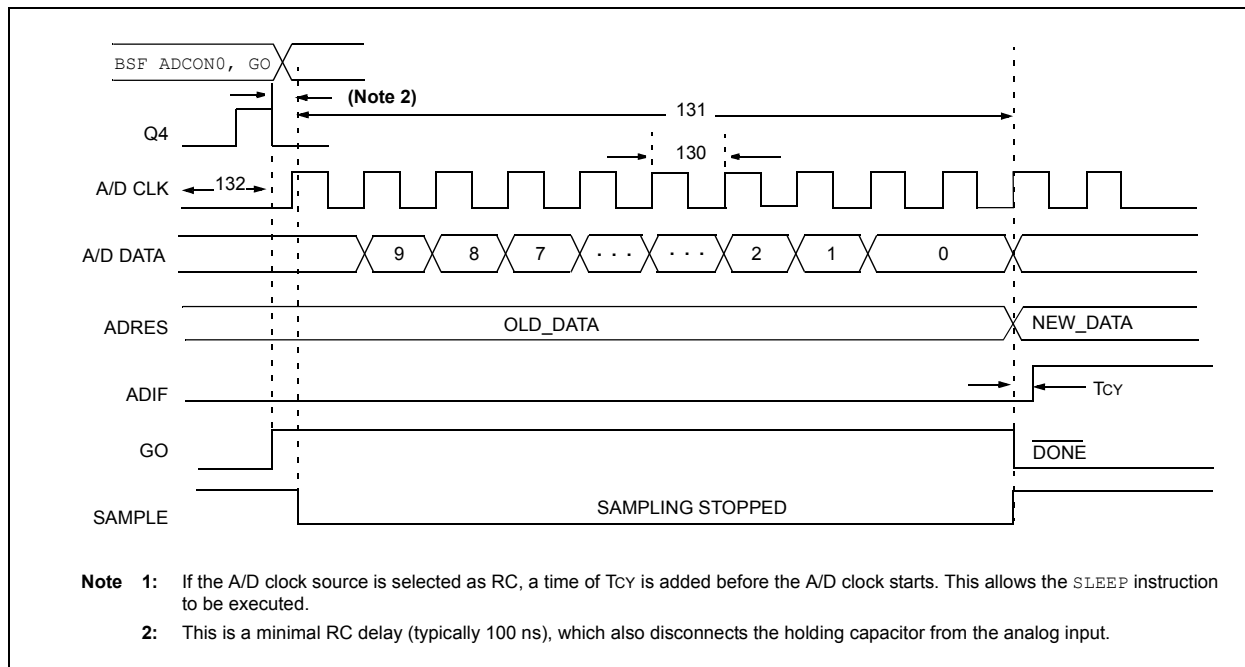 BSF ADCON0, GO
(Note 2)
131
Q4
130
A/D CLK
132
A/D DATA
9 8 7 · · · · · · 2 1 0
ADRES
OLD_DATA
NEW_DATA
ADIF
TCY
GO
DONE
SAMPLE
SAMPLING STOPPED
Note 1: If the A/D clock source is selected as RC, a time of TCY is added before the A/D clock starts. This allows the SLEEP instruction
to be executed.
2: This is a minimal RC delay (typically 100 ns), which also disconnects the holding capacitor from the analog input.